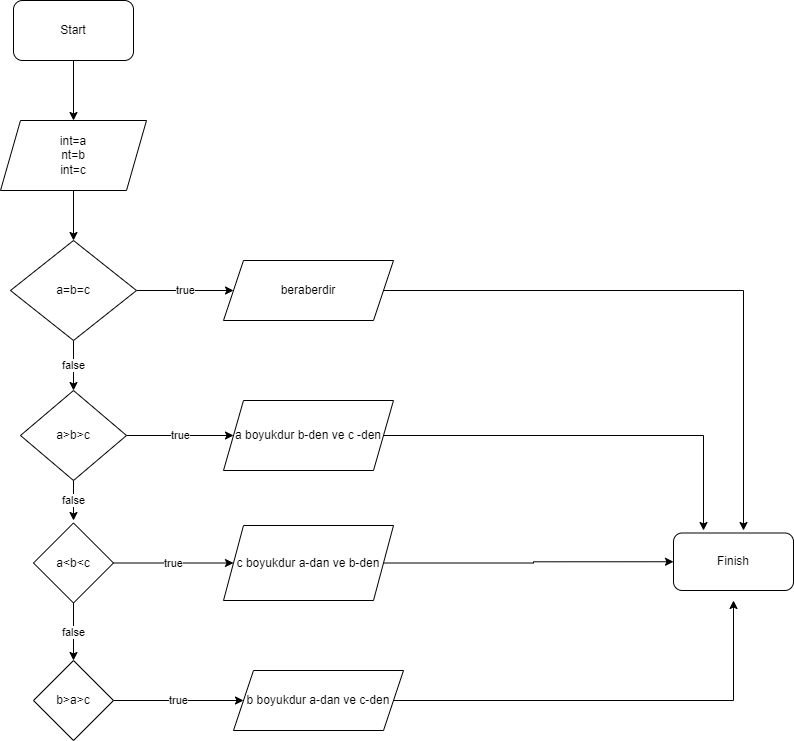 Start
int=a
nt=b
int=c
a=b=c
true
beraberdir
false
a>b>c
true
a boyukdur b-den ve c -den
false
a<b<c
true
c boyukdur a-dan ve b-den
Finish
false
b>a>c
true
b boyukdur a-dan ve c-den